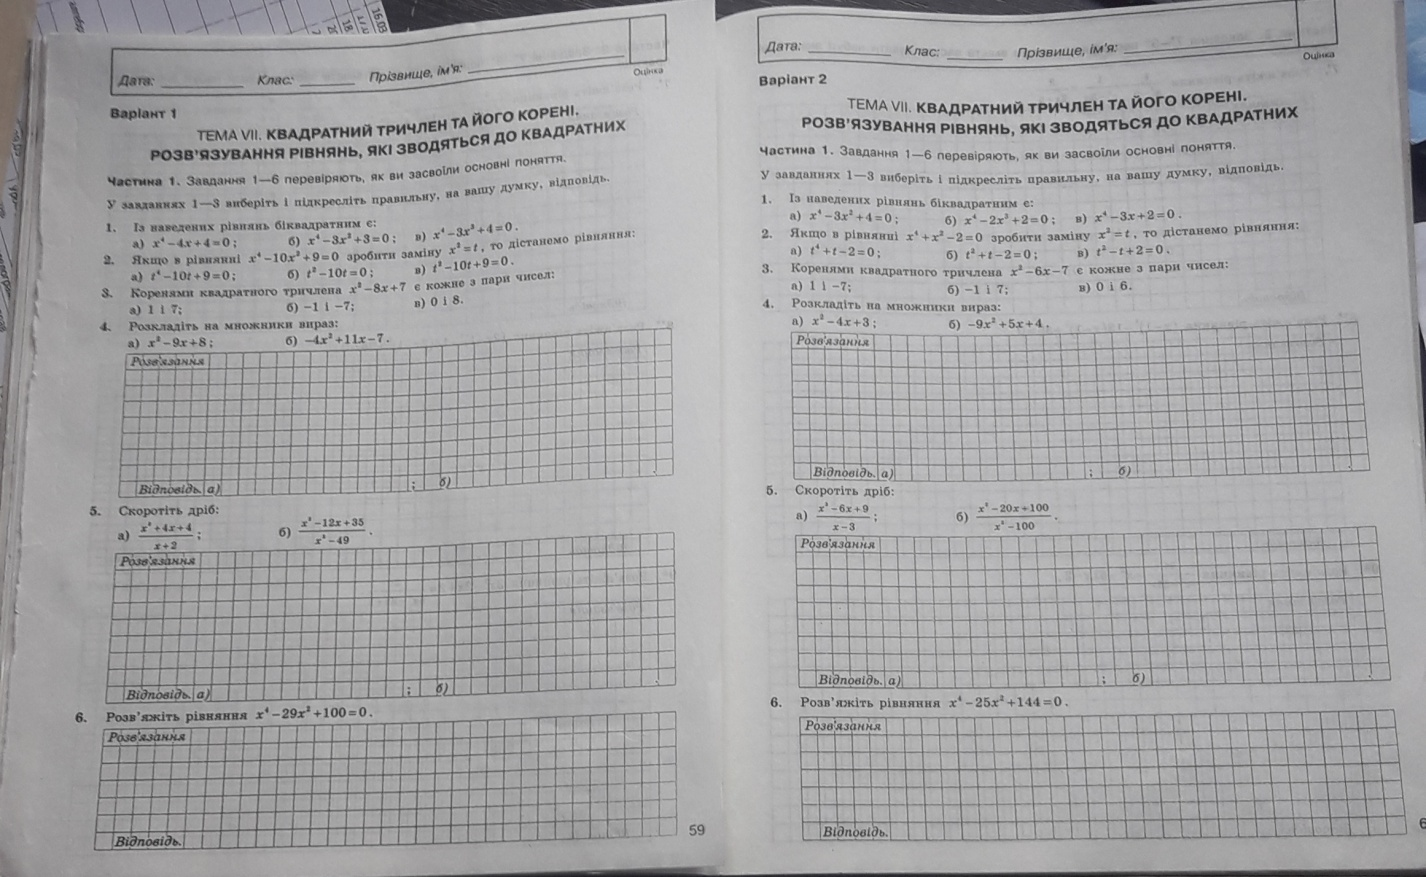 Дата: Клас: Прізвище, ім'я:
Оцінка
Варіант 1
ТЕМА VII. КВАДРАТНИЙ ТРИЧЛЕН ТА ЙОГО КОРЕНІ.
РОЗВ'ЯЗУВАННЯ РІВНЯНЬ, ЯКІ ЗВОДЯТЬСЯ ДО КВАДРАТНИХ
Частина 1. Завдання 1—6 перевіряють, як ви засвоїли основні поняття.
У завданнях 1—3 виберіть і підкресліть правильну, на вашу думку, відповідь.
1. Із наведених рівнянь біквадратним є:
а) x⁴−4x+4=0; б) x⁴−3x²+3=0; в) x⁴−3x³+4=0.
2. Якщо в рівнянні x⁴−10x²+9=0 зробити заміну x²=t, то дістанемо рівняння:
а) t⁴−10t+9=0; б) t²−10t=0; в) t²−10t+9=0.
3. Коренями квадратного тричлена x²−8x+7 є кожне з пари чисел:
а) 1 і 7; б) −1 і −7; в) 0 і 8.
4. Розкладіть на множники вираз:
а) x²−9x+8; б) −4x²+11x−7.
Розв'язання
Відповідь. а) ; б)
5. Скоротіть дріб:
а) x²+4x+4 / x+2; б) x²−12x+35 / x²−49.
Розв'язання
Відповідь. а) ; б)
6. Розв'яжіть рівняння x⁴−29x²+100=0.
Розв'язання
Відповідь.
59
Дата: Клас: Прізвище, ім'я:
Оцінка
Варіант 2
ТЕМА VII. КВАДРАТНИЙ ТРИЧЛЕН ТА ЙОГО КОРЕНІ.
РОЗВ'ЯЗУВАННЯ РІВНЯНЬ, ЯКІ ЗВОДЯТЬСЯ ДО КВАДРАТНИХ
Частина 1. Завдання 1—6 перевіряють, як ви засвоїли основні поняття.
У завданнях 1—3 виберіть і підкресліть правильну, на вашу думку, відповідь.
1. Із наведених рівнянь біквадратним є:
а) x⁴−3x³+4=0; б) x⁴−2x²+2=0; в) x⁴−3x+2=0.
2. Якщо в рівнянні x⁴+x²−2=0 зробити заміну x²=t, то дістанемо рівняння:
а) t⁴+t−2=0; б) t²+t−2=0; в) t²−t+2=0.
3. Коренями квадратного тричлена x²−6x−7 є кожне з пари чисел:
а) 1 і −7; б) −1 і 7; в) 0 і 6.
4. Розкладіть на множники вираз:
а) x²−4x+3; б) −9x²+5x+4.
Розв'язання
Відповідь. а) ; б)
5. Скоротіть дріб:
а) x²−6x+9 / x−3; б) x²−20x+100 / x²−100.
Розв'язання
Відповідь. а) ; б)
6. Розв'яжіть рівняння x⁴−25x²+144=0.
Розв'язання
Відповідь.